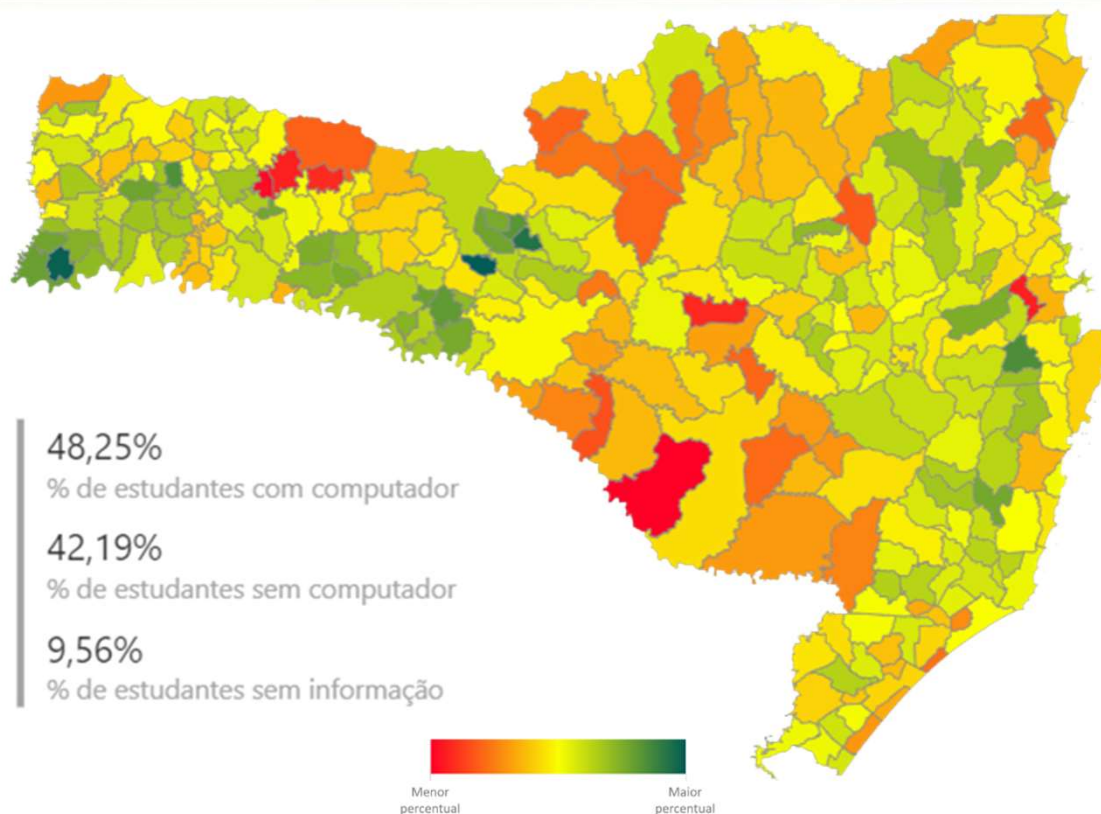 48,25%
% de estudantes com computador
42,19%
% de estudantes sem computador
9,56%
% de estudantes sem informação
Menor
percentual
Maior
percentual